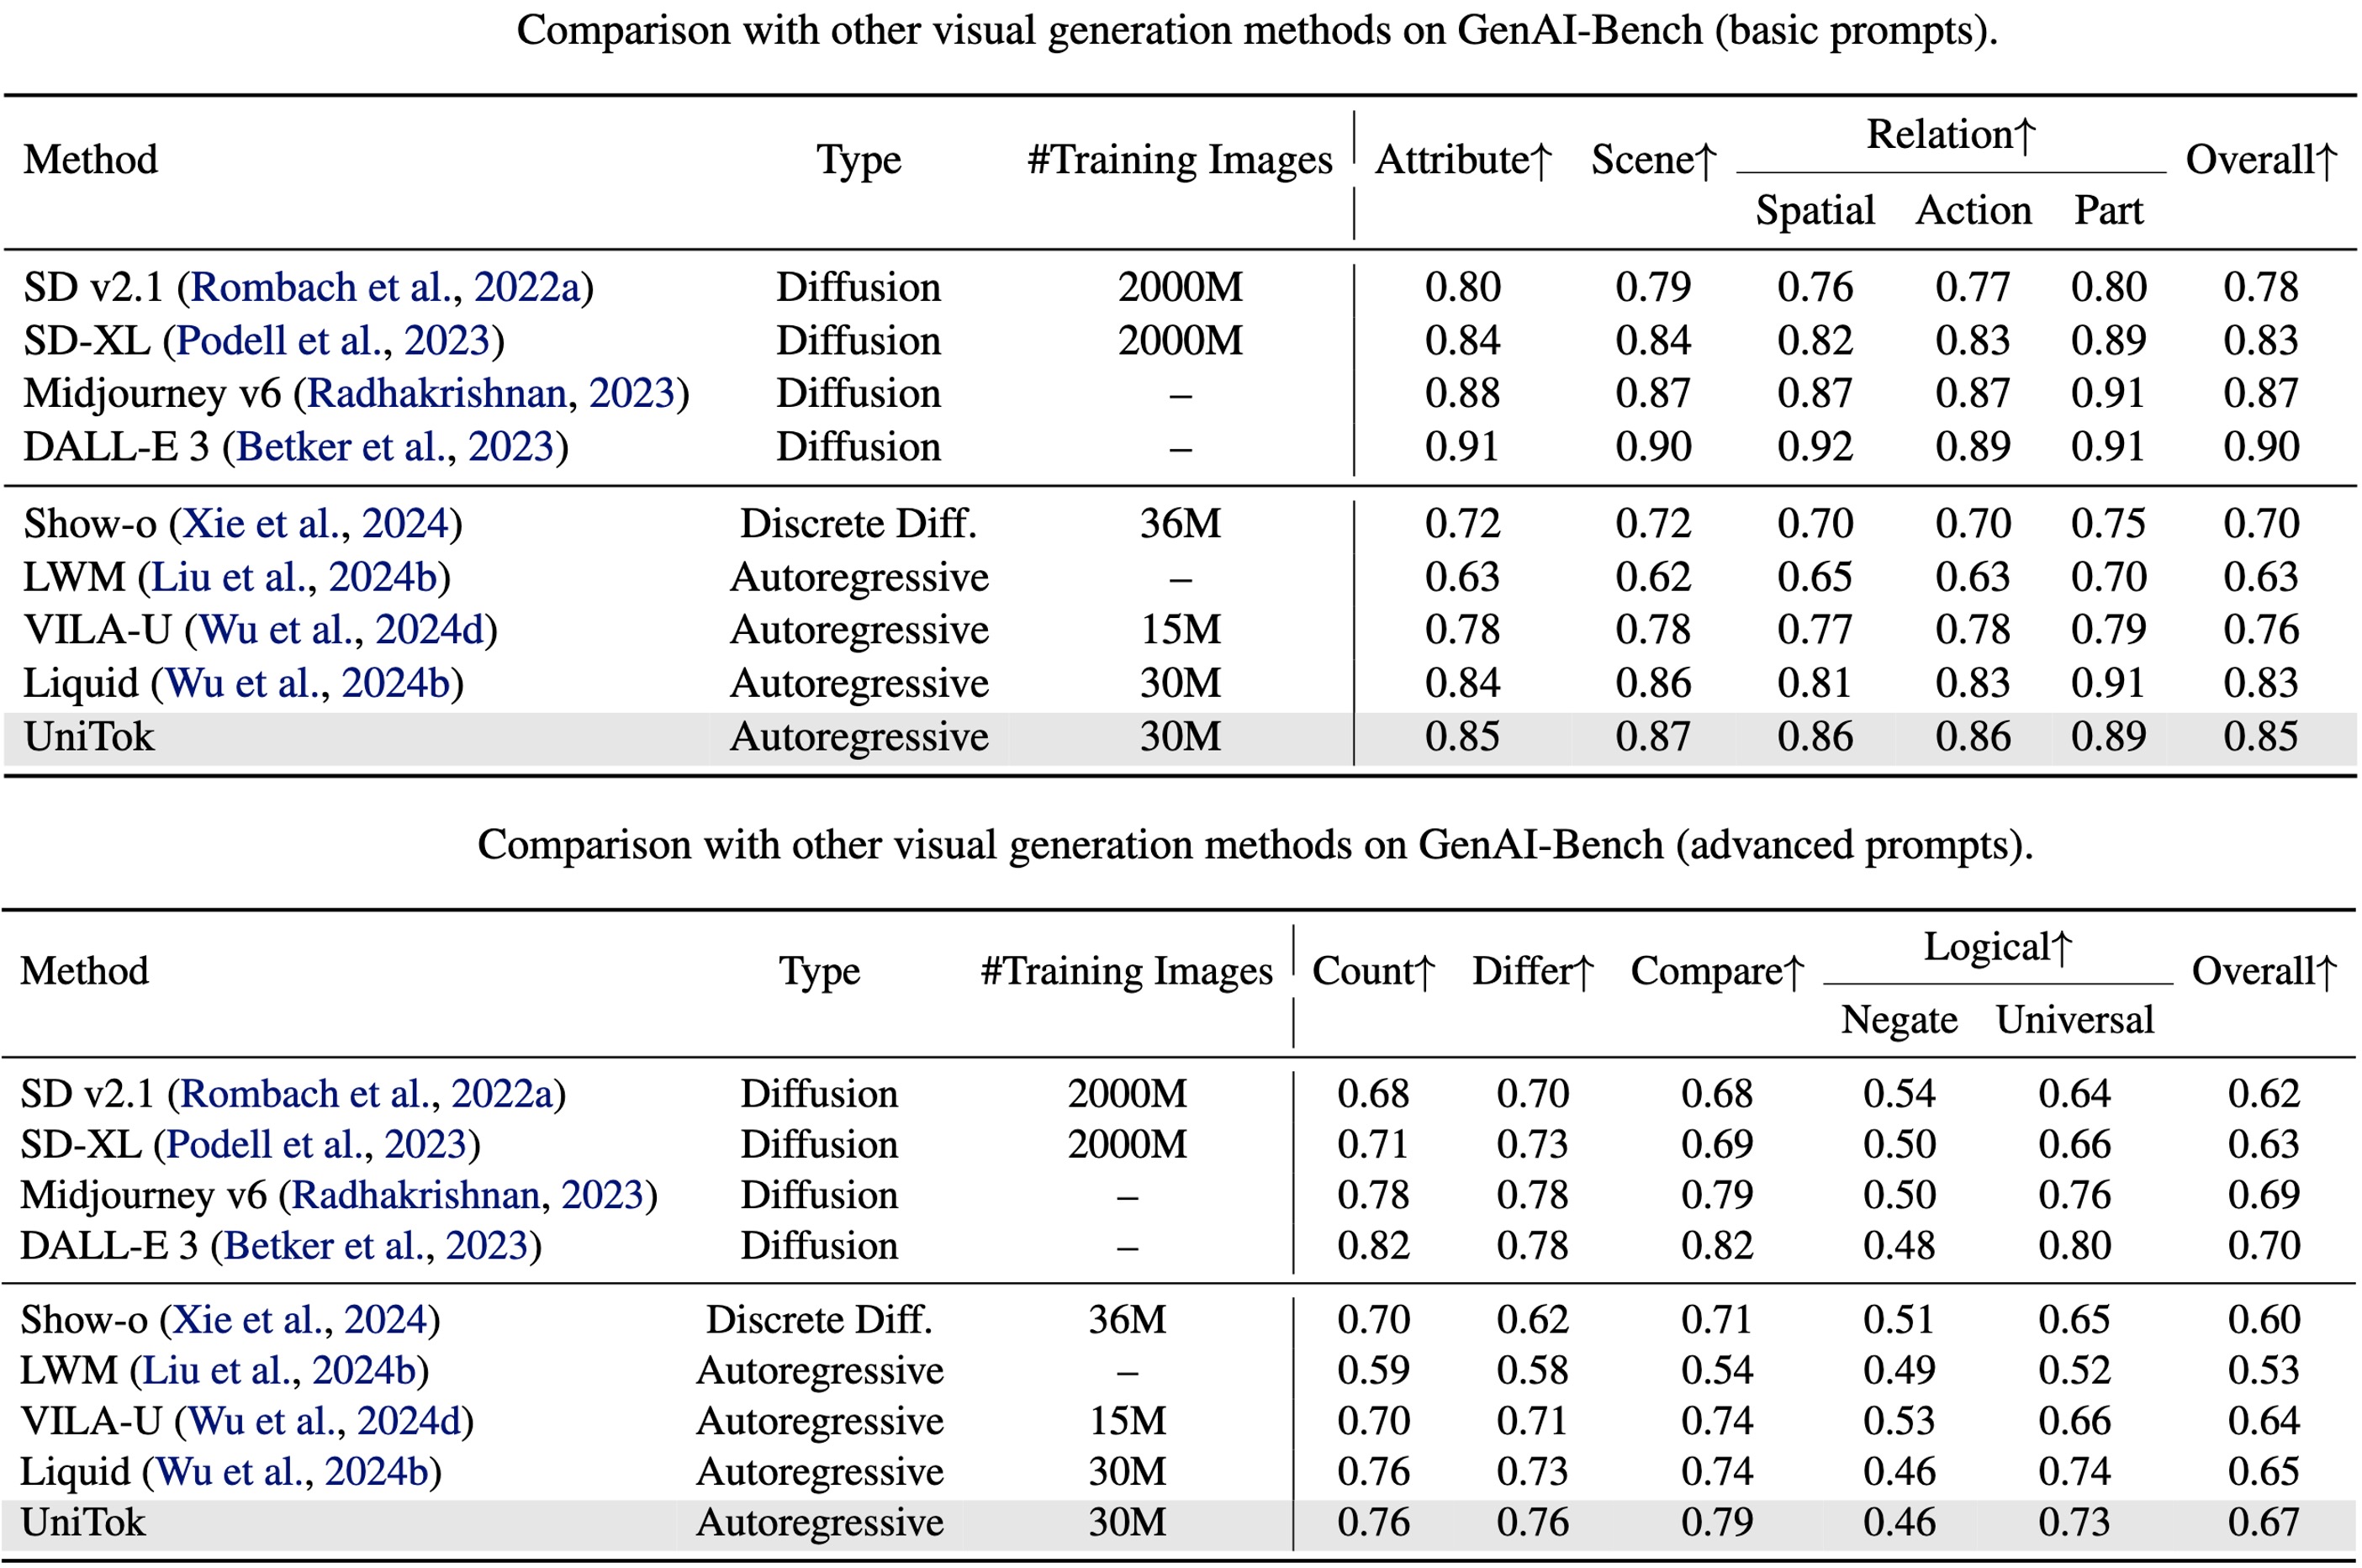 Comparison with other visual generation methods on GenAI-Bench (basic prompts).
Method Type #Training Images Attribute↑ Scene↑ Relation↑ Overall↑
Spatial Action Part
SD v2.1 (Rombach et al., 2022a) Diffusion 2000M 0.80 0.79 0.76 0.77 0.80 0.78
SD-XL (Podell et al., 2023) Diffusion 2000M 0.84 0.84 0.82 0.83 0.89 0.83
Midjourney v6 (Radhakrishnan, 2023) Diffusion – 0.88 0.87 0.87 0.87 0.91 0.87
DALL-E 3 (Betker et al., 2023) Diffusion – 0.91 0.90 0.92 0.89 0.91 0.90
Show-o (Xie et al., 2024) Discrete Diff. 36M 0.72 0.72 0.70 0.70 0.75 0.70
LWM (Liu et al., 2024b) Autoregressive – 0.63 0.62 0.65 0.63 0.70 0.63
VILA-U (Wu et al., 2024d) Autoregressive 15M 0.78 0.78 0.77 0.78 0.79 0.76
Liquid (Wu et al., 2024b) Autoregressive 30M 0.84 0.86 0.81 0.83 0.91 0.83
UniTok Autoregressive 30M 0.85 0.87 0.86 0.86 0.89 0.85
Comparison with other visual generation methods on GenAI-Bench (advanced prompts).
Method Type #Training Images Count↑ Differ↑ Compare↑ Logical↑ Overall↑
Negate Universal
SD v2.1 (Rombach et al., 2022a) Diffusion 2000M 0.68 0.70 0.68 0.54 0.64 0.62
SD-XL (Podell et al., 2023) Diffusion 2000M 0.71 0.73 0.69 0.50 0.66 0.63
Midjourney v6 (Radhakrishnan, 2023) Diffusion – 0.78 0.78 0.79 0.50 0.76 0.69
DALL-E 3 (Betker et al., 2023) Diffusion – 0.82 0.78 0.82 0.48 0.80 0.70
Show-o (Xie et al., 2024) Discrete Diff. 36M 0.70 0.62 0.71 0.51 0.65 0.60
LWM (Liu et al., 2024b) Autoregressive – 0.59 0.58 0.54 0.49 0.52 0.53
VILA-U (Wu et al., 2024d) Autoregressive 15M 0.70 0.71 0.74 0.53 0.66 0.64
Liquid (Wu et al., 2024b) Autoregressive 30M 0.76 0.73 0.74 0.46 0.74 0.65
UniTok Autoregressive 30M 0.76 0.76 0.79 0.46 0.73 0.67